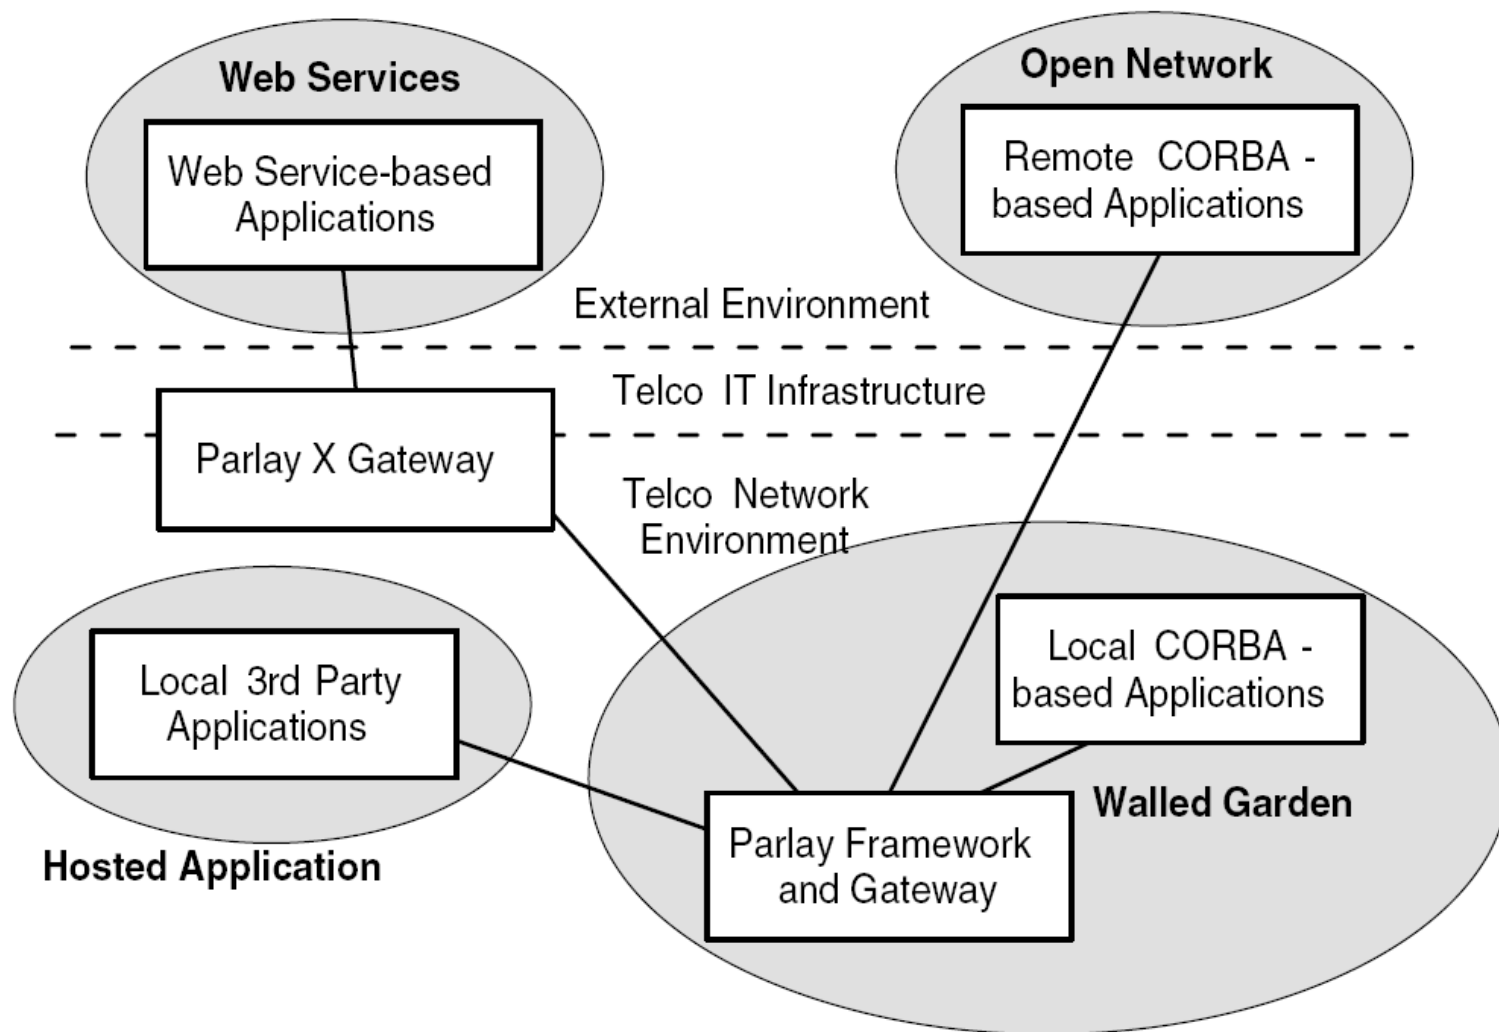 Web Services
Web Service-based
Applications
Open Network
Remote CORBA -
based Applications
External Environment
Telco IT Infrastructure
Parlay X Gateway
Telco Network
Environment
Local 3rd Party
Applications
Hosted Application
Local CORBA -
based Applications
Walled Garden
Parlay Framework
and Gateway